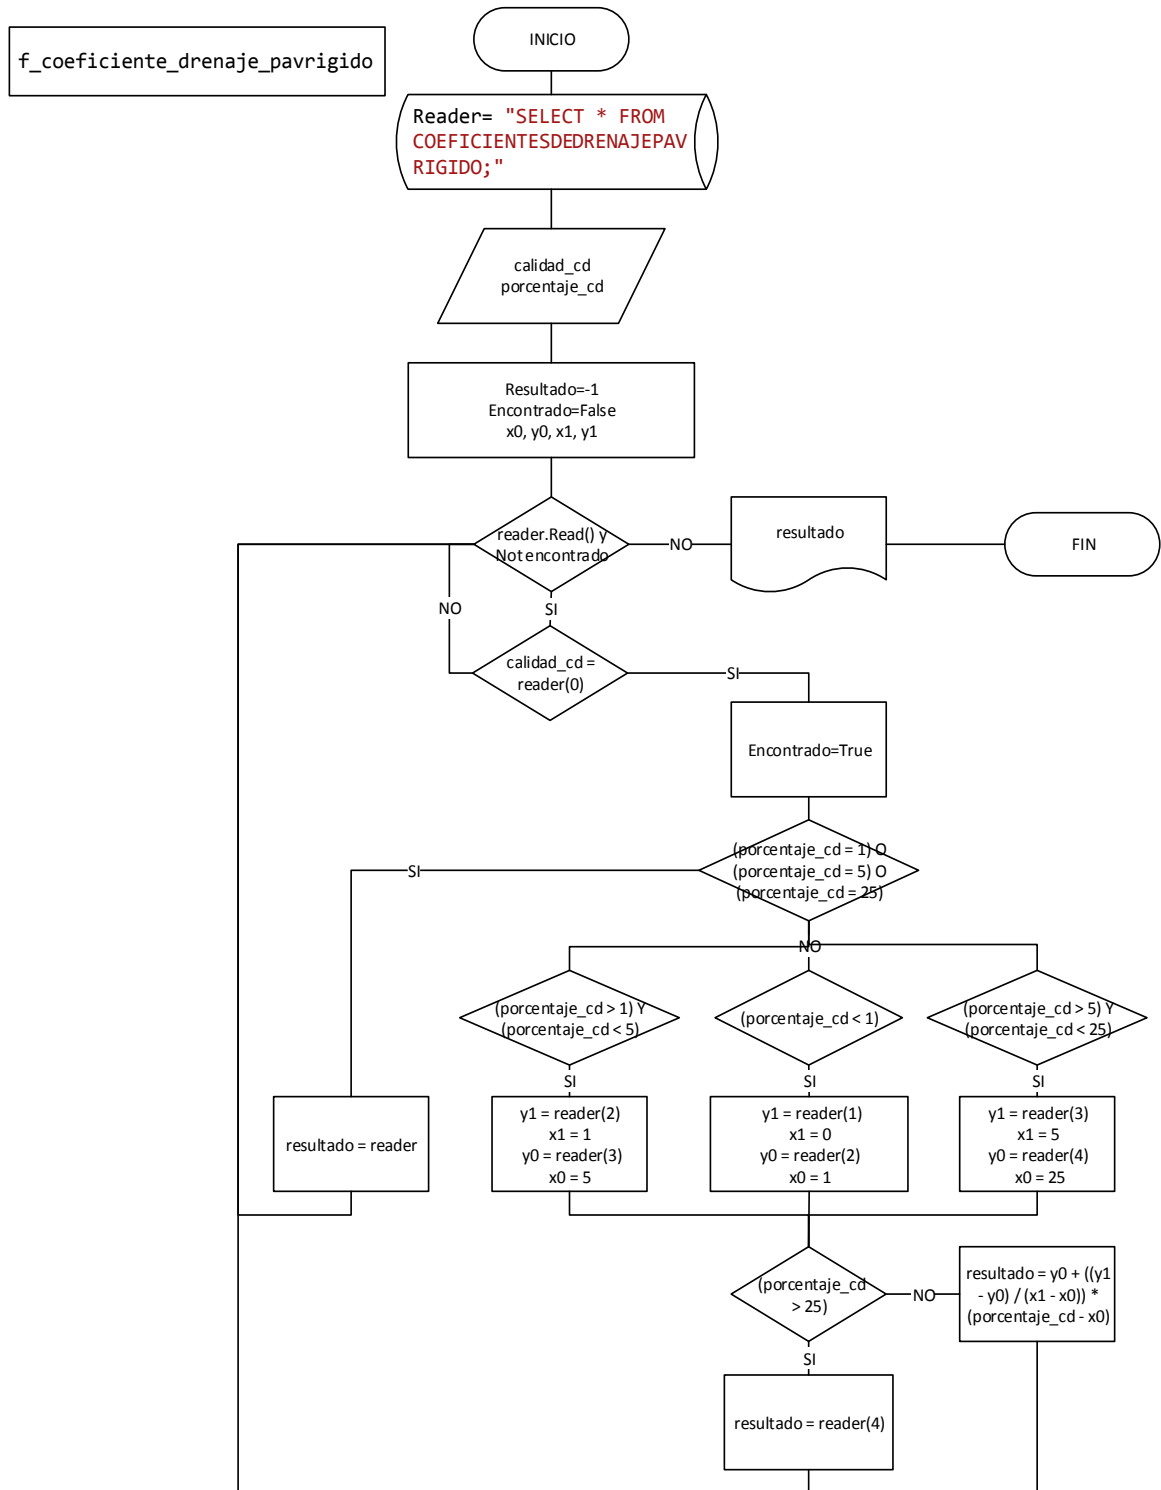 f_coeficiente_drenaje_pavrigido
INICIO
Reader= "SELECT * FROM
COEFICIENTESDEDRENAJEPAV
RIGIDO;"
calidad_cd
porcentaje_cd
Resultado=-1
Encontrado=False
x0, y0, x1, y1
reader.Read() y
Not encontrado
NO
resultado
FIN
NO
SI
calidad_cd =
reader(0)
SI
Encontrado=True
(porcentaje_cd = 1) O
(porcentaje_cd = 5) O
(porcentaje_cd = 25)
SI
NO
(porcentaje_cd > 1) Y
(porcentaje_cd < 5)
(porcentaje_cd < 1)
(porcentaje_cd > 5) Y
(porcentaje_cd < 25)
SI
SI
SI
resultado = reader
y1 = reader(2)
x1 = 1
y0 = reader(3)
x0 = 5
y1 = reader(1)
x1 = 0
y0 = reader(2)
x0 = 1
y1 = reader(3)
x1 = 5
y0 = reader(4)
x0 = 25
(porcentaje_cd
> 25)
NO
resultado = y0 + ((y1
- y0) / (x1 - x0)) *
(porcentaje_cd - x0)
SI
resultado = reader(4)